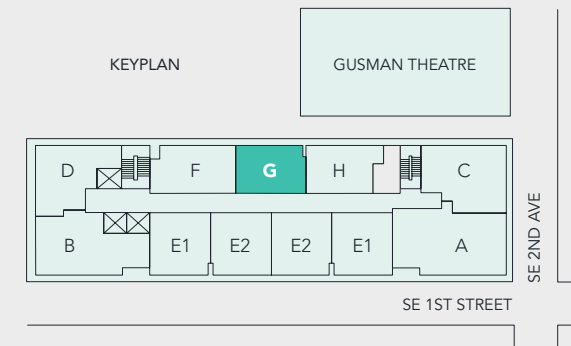 KEYPLAN
GUSMAN THEATRE
D
F
G
H
C
B
E1
E2
E2
E1
A
SE 2ND AVE
SE 1ST STREET